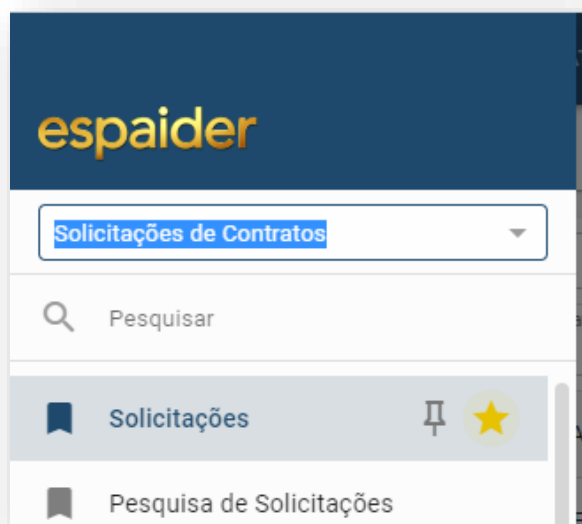 espaider
Solicitações de Contratos
Pesquisar
Solicitações
Pesquisa de Solicitações